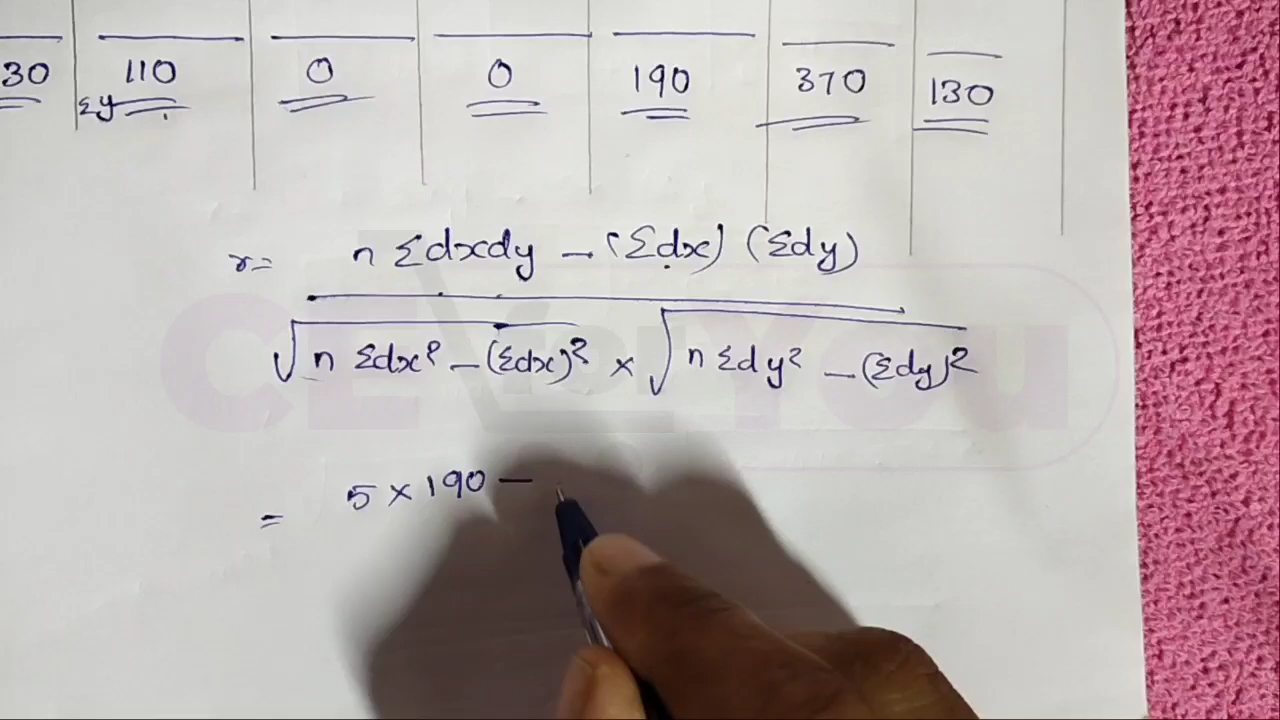 30 110 0 0 190 370 130
Σy
r= n Σdxdy – (Σdx) (Σdy)
√n Σdx² – (Σdx)² × √n Σdy² – (Σdy)²
= 5 × 190 –